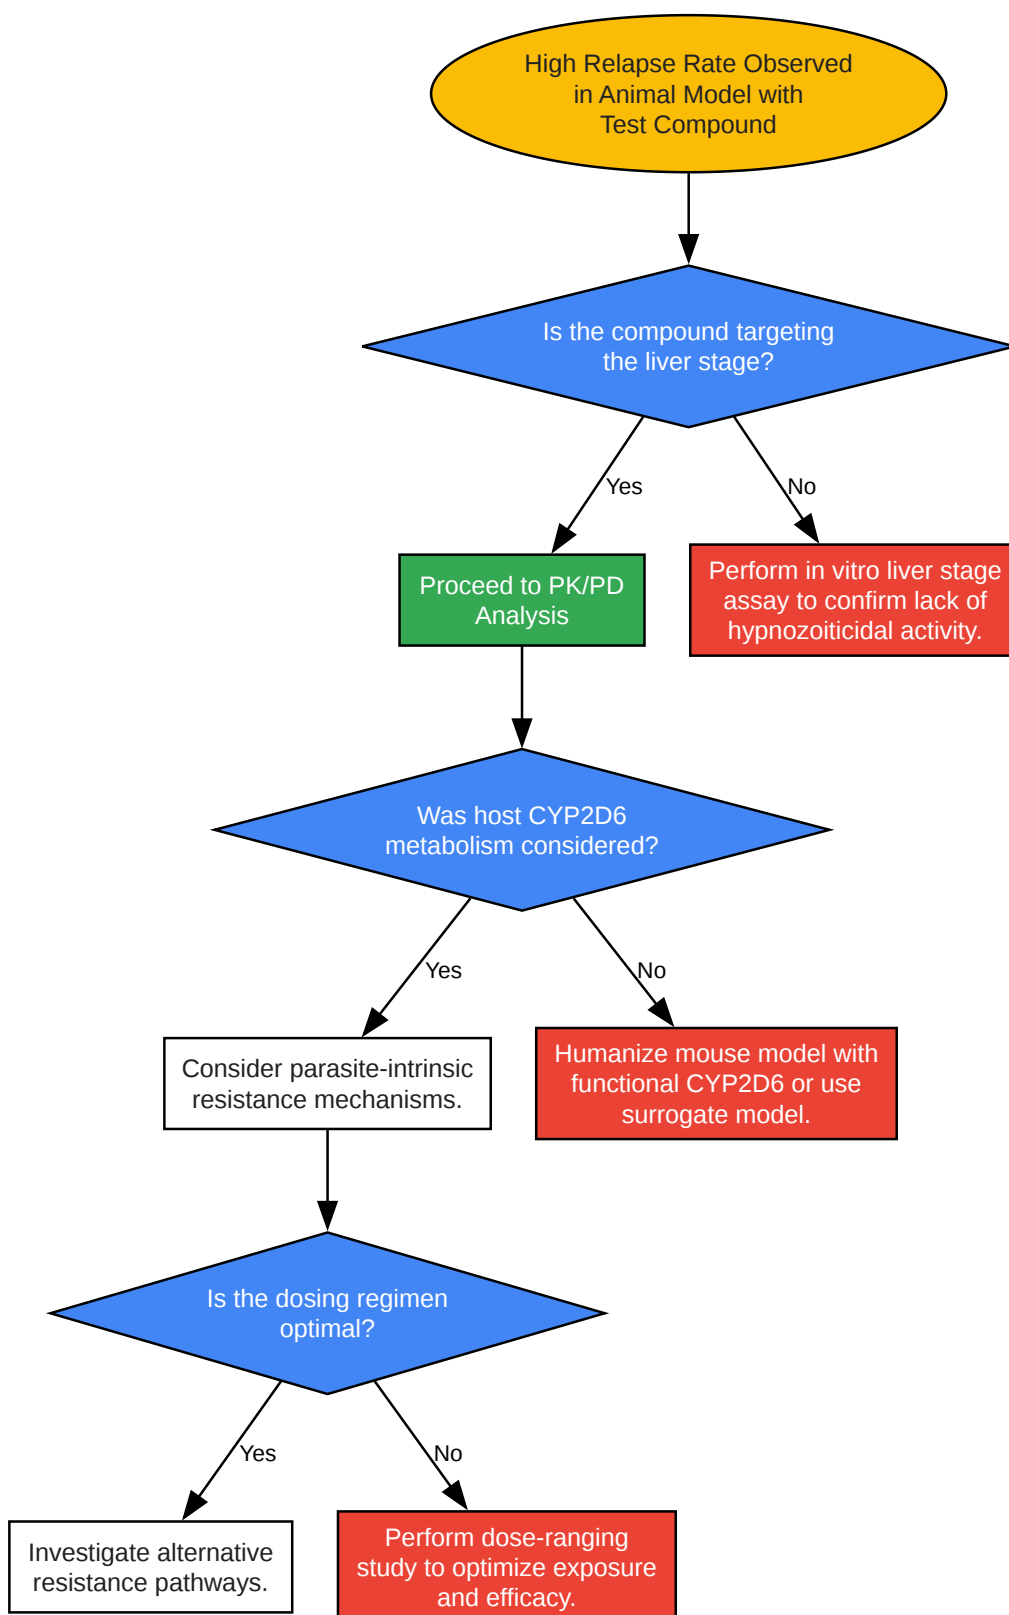 High Relapse Rate Observed
in Animal Model with
Test Compound
Is the compound targeting
the liver stage?
Yes
No
Proceed to PK/PD
Analysis
Perform in vitro liver stage
assay to confirm lack of
hypnozoiticidal activity.
Was host CYP2D6
metabolism considered?
Yes
No
Consider parasite-intrinsic
resistance mechanisms.
Humanize mouse model with
functional CYP2D6 or use
surrogate model.
Is the dosing regimen
optimal?
Yes
No
Investigate alternative
resistance pathways.
Perform dose-ranging
study to optimize exposure
and efficacy.